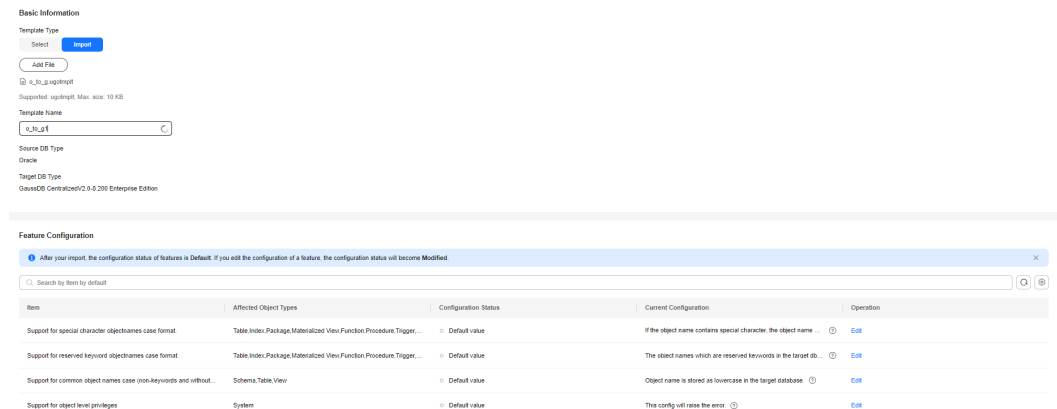 Basic Information
Template Type
Select Import
Add File
o_to_g.ugotmplt
Supported: ugotmplt; Max. size: 10 KB
Template Name
o_to_g1
Source DB Type
Oracle
Target DB Type
GaussDB CentralizedV2.0-8.200 Enterprise Edition
Feature Configuration
After your import, the configuration status of features is Default. If you edit the configuration of a feature, the configuration status will become Modified.
Search by Item by default
Item Affected Object Types Configuration Status Current Configuration Operation
Support for special character objectnames case format. Table,Index,Package,Materialized View,Function,Procedure,Trigger,... Default value If the object name contains special character, the object name ... Edit
Support for reserved keyword objectnames case format. Table,Index,Package,Materialized View,Function,Procedure,Trigger,... Default value The object names which are reserved keywords in the target db... Edit
Support for common object names case (non-keywords and without... Schema,Table,View Default value Object name is stored as lowercase in the target database. Edit
Support for object level privileges System Default value This config will raise the error. Edit